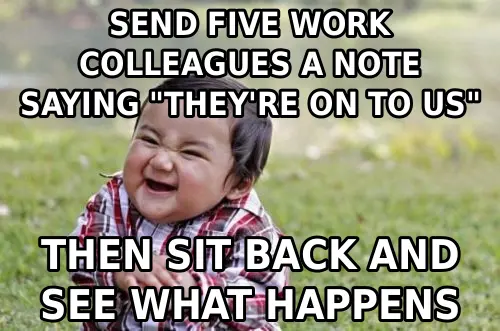 SEND FIVE WORK
COLLEAGUES A NOTE
SAYING "THEY'RE ON TO US"
THEN SIT BACK AND
SEE WHAT HAPPENS